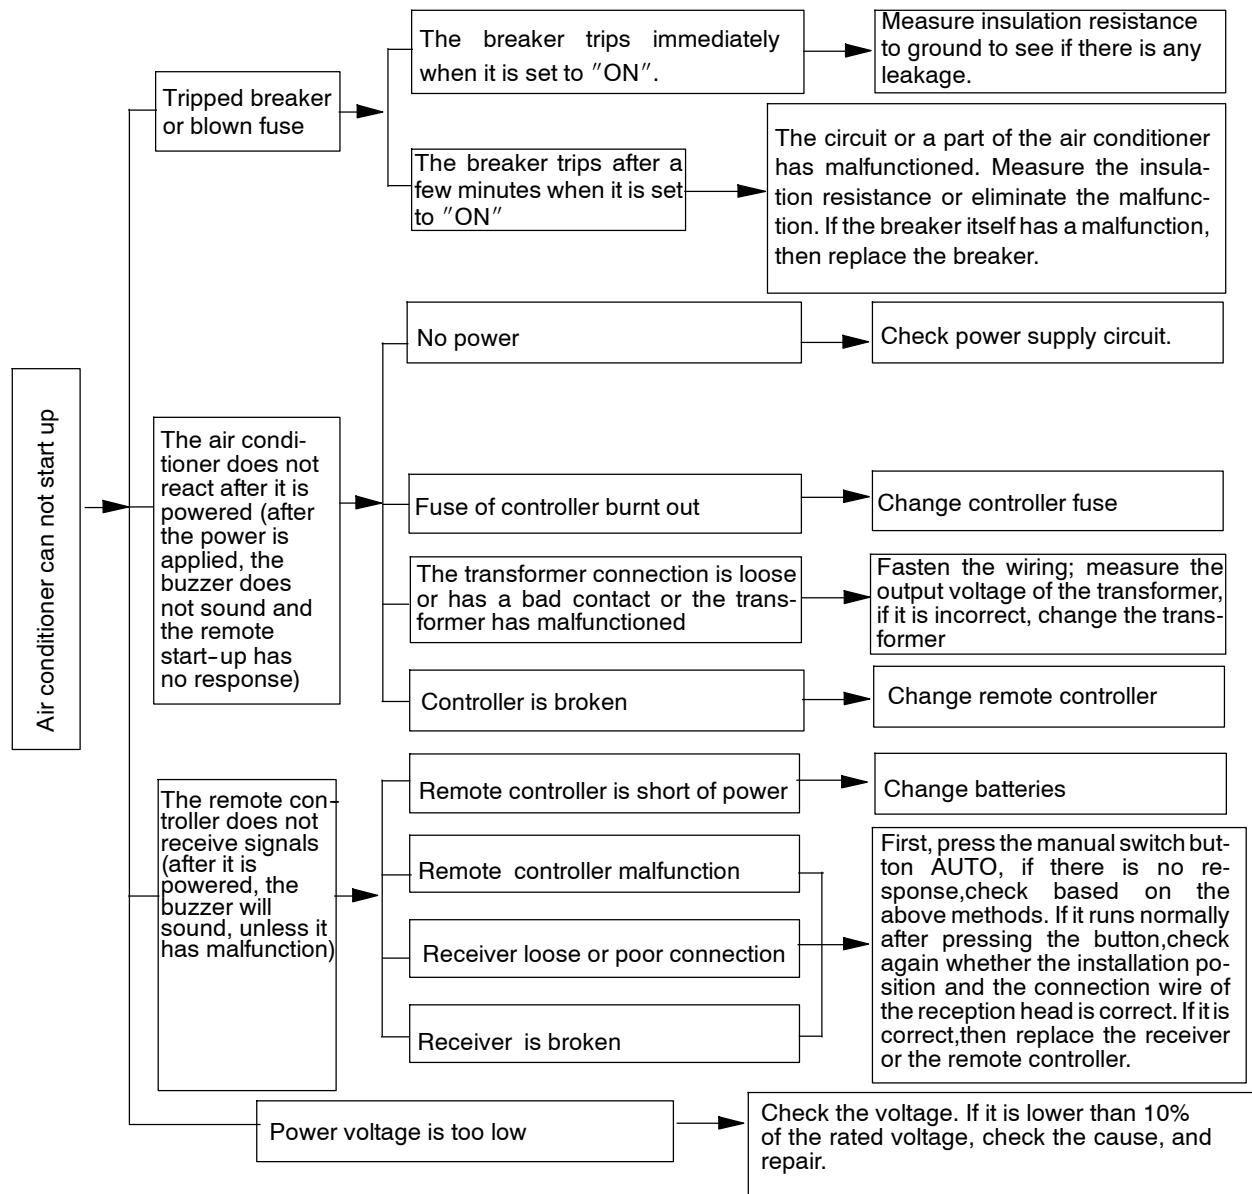 Air conditioner can not start up
Tripped breaker
or blown fuse
The breaker trips immediately
when it is set to "ON".
Measure insulation resistance
to ground to see if there is any
leakage.
The breaker trips after a
few minutes when it is set
to "ON"
The circuit or a part of the air conditioner
has malfunctioned. Measure the insula-
tion resistance or eliminate the malfunc-
tion. If the breaker itself has a malfunction,
then replace the breaker.
The air condi-
tioner does not
react after it is
powered (after
the power is
applied, the
buzzer does
not sound and
the remote
start-up has
no response)
No power
Check power supply circuit.
Fuse of controller burnt out
Change controller fuse
The transformer connection is loose
or has a bad contact or the trans-
former has malfunctioned
Fasten the wiring; measure the
output voltage of the transformer,
if it is incorrect, change the trans-
former
Controller is broken
Change remote controller
The remote con-
troller does not
receive signals
(after it is
powered, the
buzzer will
sound, unless it
has malfunction)
Remote controller is short of power
Change batteries
Remote controller malfunction
Receiver loose or poor connection
Receiver is broken
First, press the manual switch but-
ton AUTO, if there is no re-
sponse,check based on the
above methods. If it runs normally
after pressing the button,check
again whether the installation po-
sition and the connection wire of
the reception head is correct. If it is
correct,then replace the receiver
or the remote controller.
Power voltage is too low
Check the voltage. If it is lower than 10%
of the rated voltage, check the cause, and
repair.